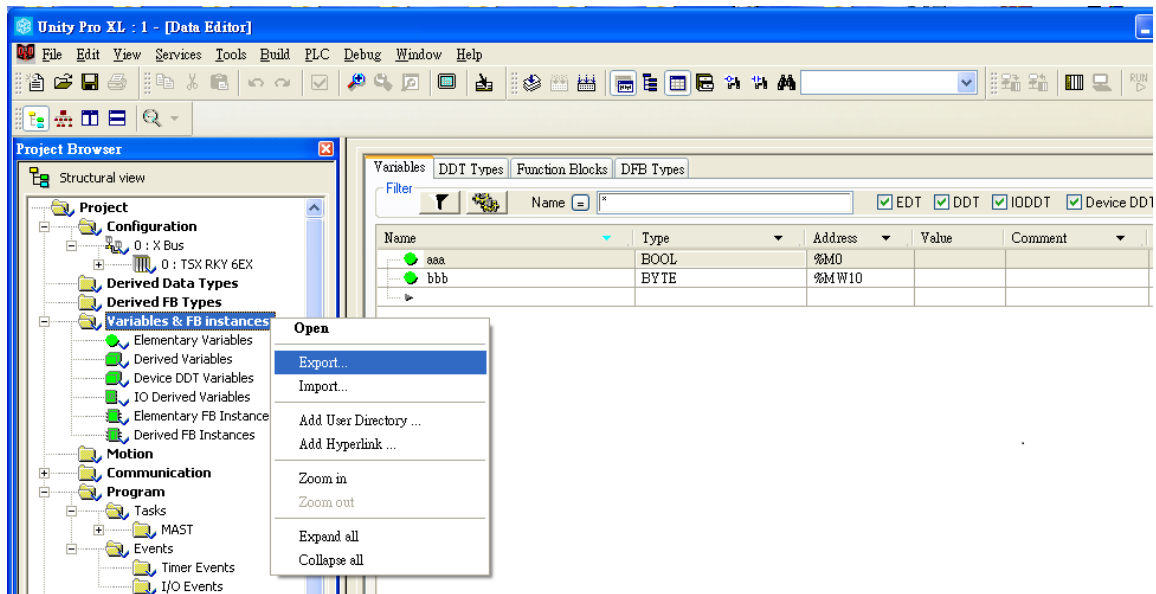 Unity Pro XL : 1 - [Data Editor]
File Edit View Services Tools Build PLC Debug Window Help
RUN
Project Browser
Structural view
Project
Configuration
0 : X Bus
0 : TSX RKY 6EX
Derived Data Types
Derived FB Types
Variables & FB instances
Elementary Variables
Derived Variables
Device DDT Variables
IO Derived Variables
Elementary FB Instance
Derived FB Instances
Motion
Communication
Program
Tasks
MAST
Events
Timer Events
I/O Events
Open
Export...
Import...
Add User Directory ...
Add Hyperlink ...
Zoom in
Zoom out
Expand all
Collapse all
Variables DDT Types Function Blocks DFB Types
Filter
Name = * EDT DDT IODDT Device DDT
Name Type Address Value Comment
aaa BOOL %M0
bbb BYTE %MW10